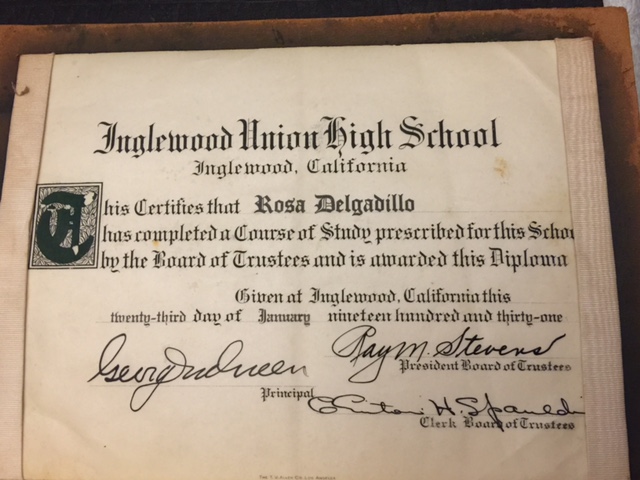 Inglewood Union High School
Inglewood, California
This Certifies that Rosa Delgadillo
has completed a Course of Study prescribed for this Schoo
by the Board of Trustees and is awarded this Diploma
Given at Inglewood, California this
twenty-third day of January nineteen hundred and thirty-one
Ray M. Stevens
President Board of Trustees
Principal
H. Spauldi
Clerk Board of Trustees